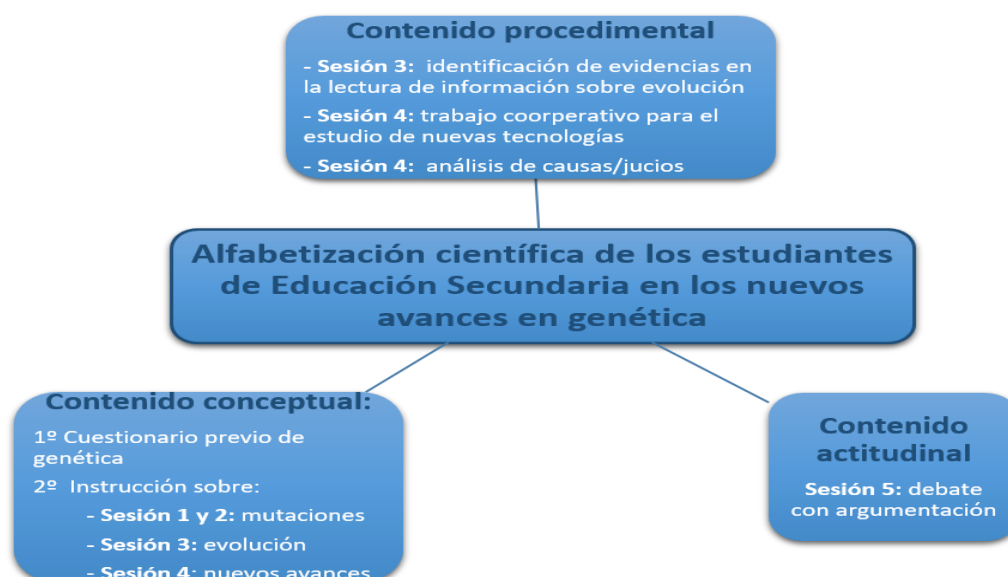 Contenido procedimental
- Sesión 3: identificación de evidencias en
la lectura de información sobre evolución
- Sesión 4: trabajo coorperativo para el
estudio de nuevas tecnologías
- Sesión 4: análisis de causas/jucios
Alfabetización científica de los estudiantes
de Educación Secundaria en los nuevos
avances en genética
Contenido conceptual:
1º Cuestionario previo de
genética
2º Instrucción sobre:
- Sesión 1 y 2: mutaciones
- Sesión 3: evolución
- Sesión 4: nuevos avances
Contenido
actitudinal
Sesión 5: debate
con argumentación